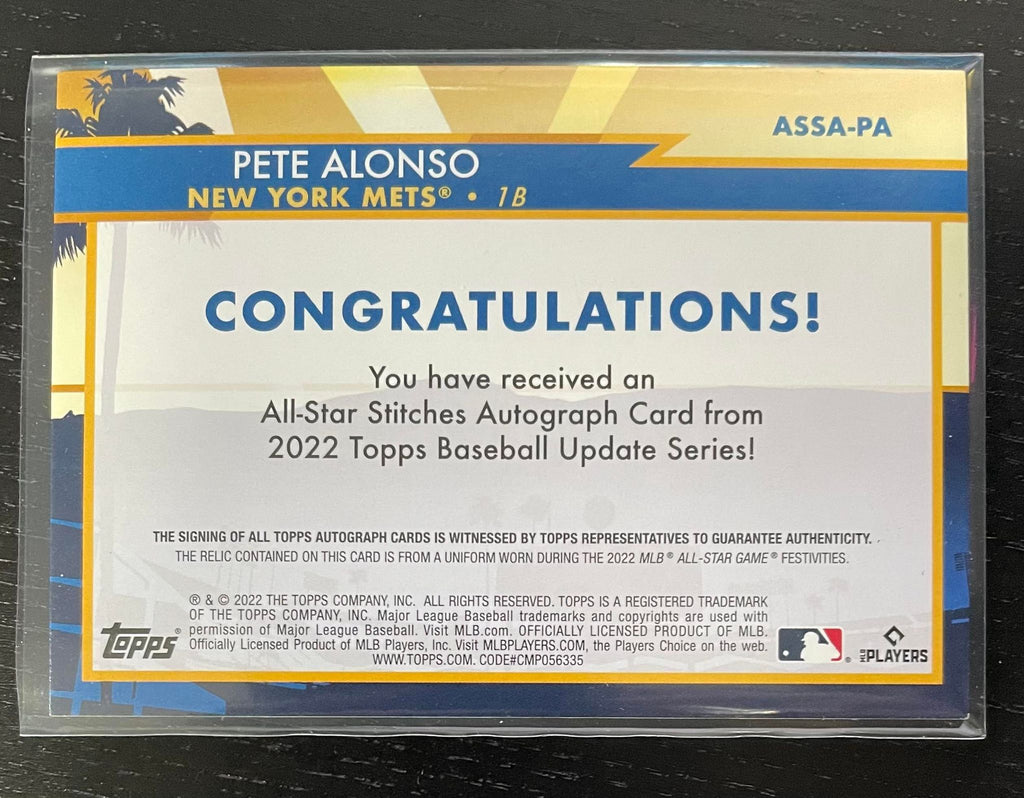 ASSA-PA
PETE ALONSO
NEW YORK METS® • 1B
CONGRATULATIONS!
You have received an
All-Star Stitches Autograph Card from
2022 Topps Baseball Update Series!
THE SIGNING OF ALL TOPPS AUTOGRAPH CARDS IS WITNESSED BY TOPPS REPRESENTATIVES TO GUARANTEE AUTHENTICITY.
THE RELIC CONTAINED ON THIS CARD IS FROM A UNIFORM WORN DURING THE 2022 MLB® ALL-STAR GAME® FESTIVITIES.
® & © 2022 THE TOPPS COMPANY, INC. ALL RIGHTS RESERVED. TOPPS IS A REGISTERED TRADEMARK
OF THE TOPPS COMPANY, INC. Major League Baseball trademarks and copyrights are used with
permission of Major League Baseball. Visit MLB.com. OFFICIALLY LICENSED PRODUCT OF MLB.
Officially Licensed Product of MLB Players, Inc. Visit MLBPLAYERS.COM, the Players Choice on the web.
WWW.TOPPS.COM. CODE#CMP056335
topps®
®
MLB PLAYERS